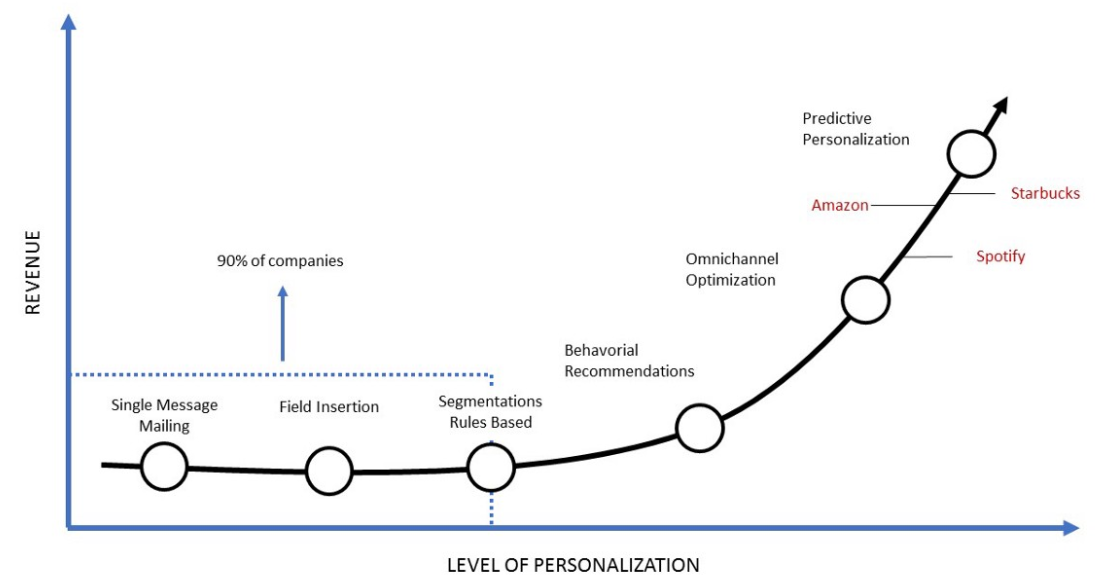 Predictive
Personalization
Starbucks
Amazon
REVENUE
90% of companies
Omnichannel
Optimization
Spotify
Behavorial
Recommendations
Single Message
Mailing
Field Insertion
Segmentations
Rules Based
LEVEL OF PERSONALIZATION